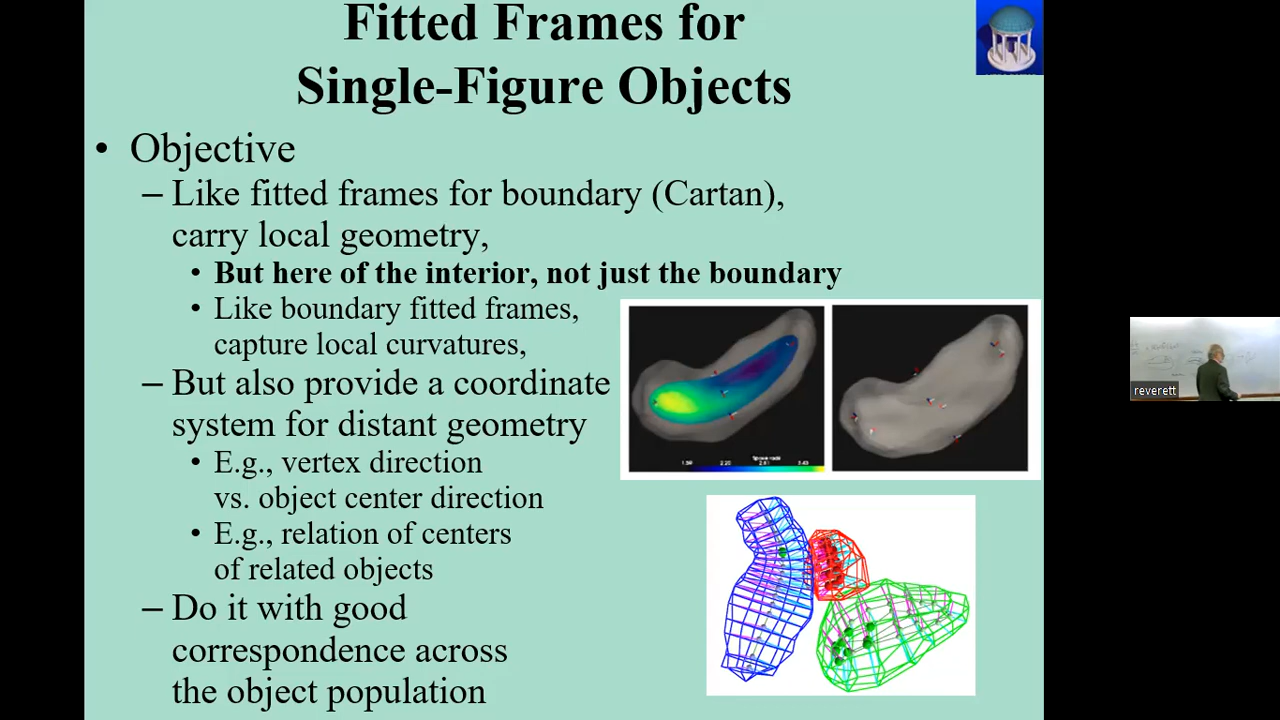 Fitted Frames for
Single-Figure Objects
• Objective
– Like fitted frames for boundary (Cartan),
carry local geometry,
• But here of the interior, not just the boundary
• Like boundary fitted frames,
capture local curvatures,
– But also provide a coordinate
system for distant geometry
• E.g., vertex direction
vs. object center direction
• E.g., relation of centers
of related objects
– Do it with good
correspondence across
the object population
reverett